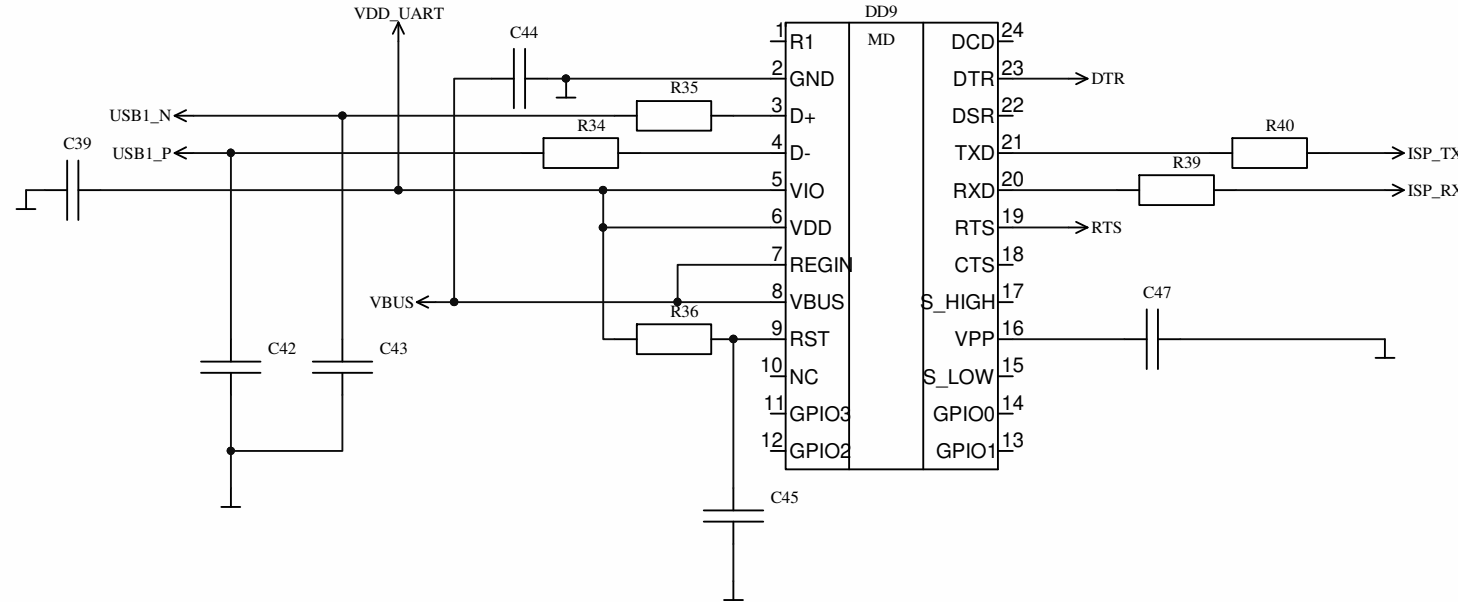 DD9
VDD_UART
MD
C44
1 R1
DCD 24
2 GND
DTR 23
DTR
R35
USB1_N
3 D+
DSR 22
R34
R40
C39
USB1_P
4 D-
TXD 21
ISP_TX
R39
5 VIO
RXD 20
ISP_RX
6 VDD
RTS 19
RTS
7 REGIN
CTS 18
VBUS
8 VBUS
S_HIGH 17
C47
R36
9 RST
VPP 16
C42
C43
10 NC
S_LOW 15
11 GPIO3
GPIO0 14
12 GPIO2
GPIO1 13
C45